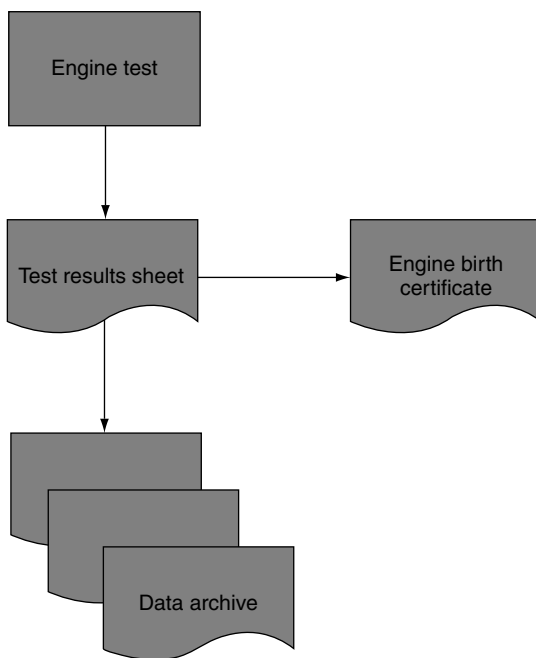 Engine test
Test results sheet
Engine birth
certificate
Data archive